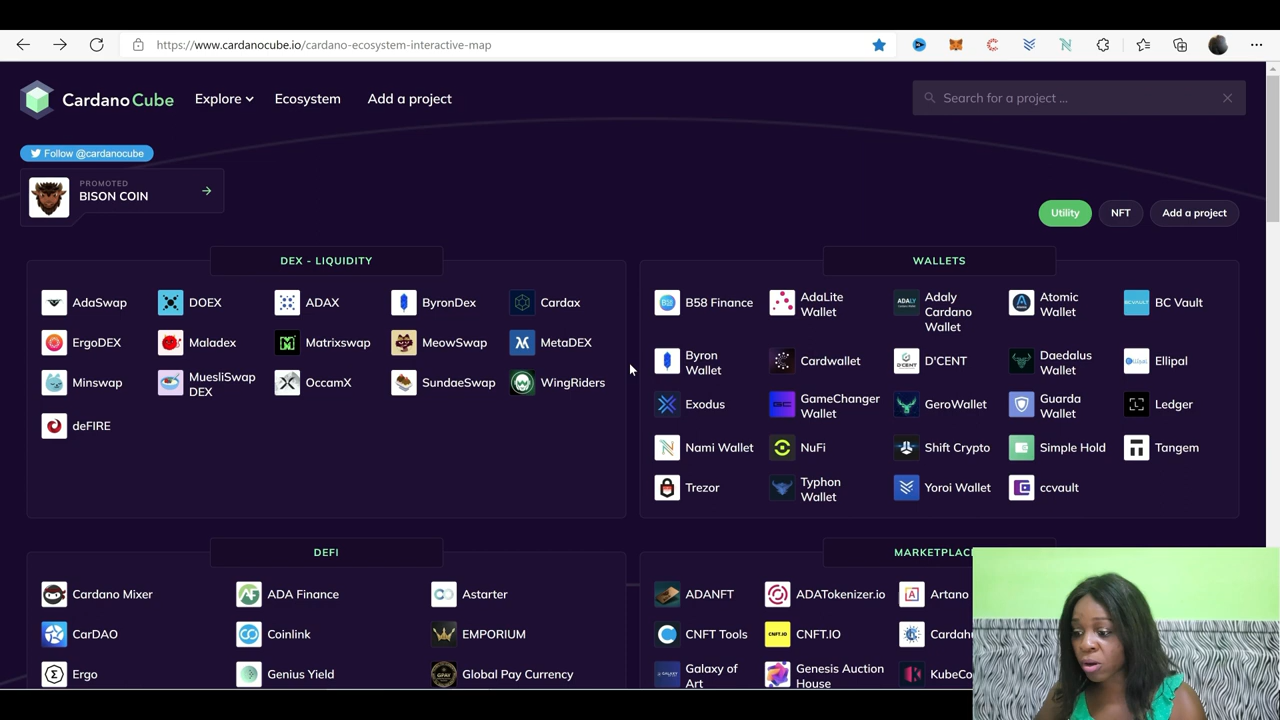 https://www.cardanocube.io/cardano-ecosystem-interactive-map
CardanoCube
Explore
Ecosystem
Add a project
Search for a project ...
Follow @cardanocube
PROMOTED
BISON COIN
Utility
NFT
Add a project
DEX - LIQUIDITY
AdaSwap
DOEX
ADAX
ByronDex
Cardax
ErgoDEX
Maladex
Matrixswap
MeowSwap
MetaDEX
Minswap
MuesliSwap
DEX
OccamX
SundaeSwap
WingRiders
deFIRE
WALLETS
B58 Finance
AdaLite
Wallet
Adaly
Cardano
Wallet
Atomic
Wallet
BC Vault
Byron
Wallet
Cardwallet
D'CENT
Daedalus
Wallet
Ellipal
Exodus
GameChanger
Wallet
GeroWallet
Guarda
Wallet
Ledger
Nami Wallet
NuFi
Shift Crypto
Simple Hold
Tangem
Trezor
Typhon
Wallet
Yoroi Wallet
ccvault
DEFI
Cardano Mixer
ADA Finance
Astarter
CarDAO
Coinlink
EMPORIUM
Ergo
Genius Yield
Global Pay Currency
MARKETPLAC
ADANFT
ADATokenizer.io
Artano
CNFT Tools
CNFT.IO
Cardah
Galaxy of
Art
Genesis Auction
House
KubeCo